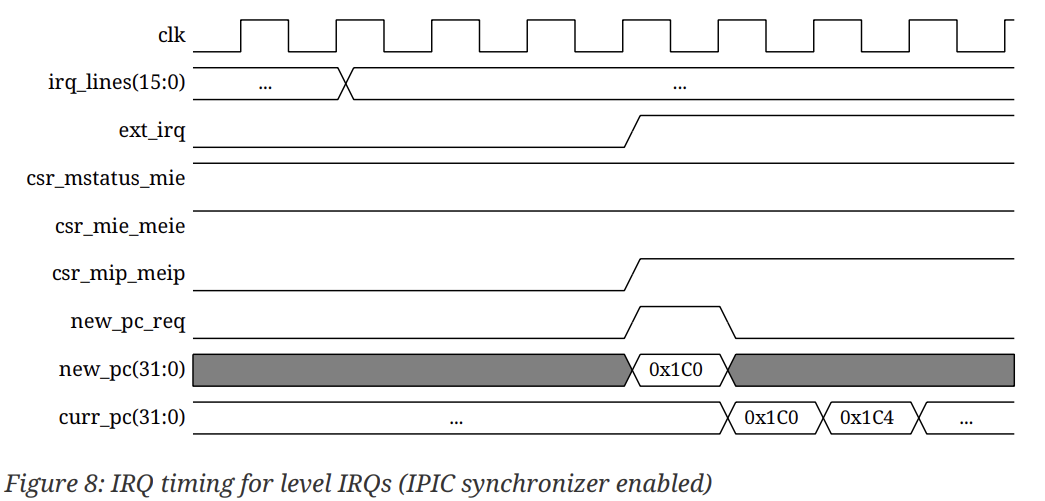 clk
irq_lines(15:0) ... ...
ext_irq
csr_mstatus_mie
csr_mie_meie
csr_mip_meip
new_pc_req
new_pc(31:0) 0x1C0
curr_pc(31:0) ... 0x1C0 0x1C4 ...
Figure 8: IRQ timing for level IRQs (IPIC synchronizer enabled)